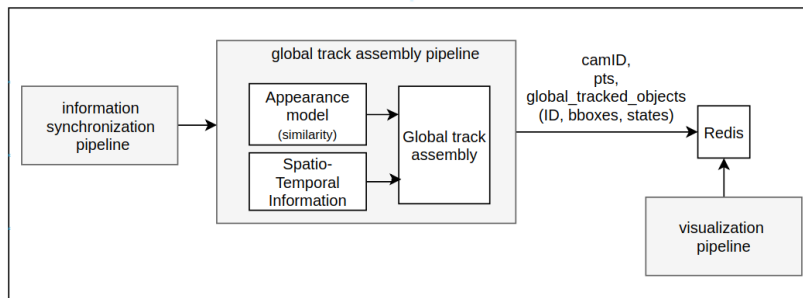 global track assembly pipeline
information
synchronization
pipeline
Appearance
model
(similarity)
Spatio-
Temporal
Information
Global track
assembly
camID,
pts,
global_tracked_objects
(ID, bboxes, states)
Redis
visualization
pipeline